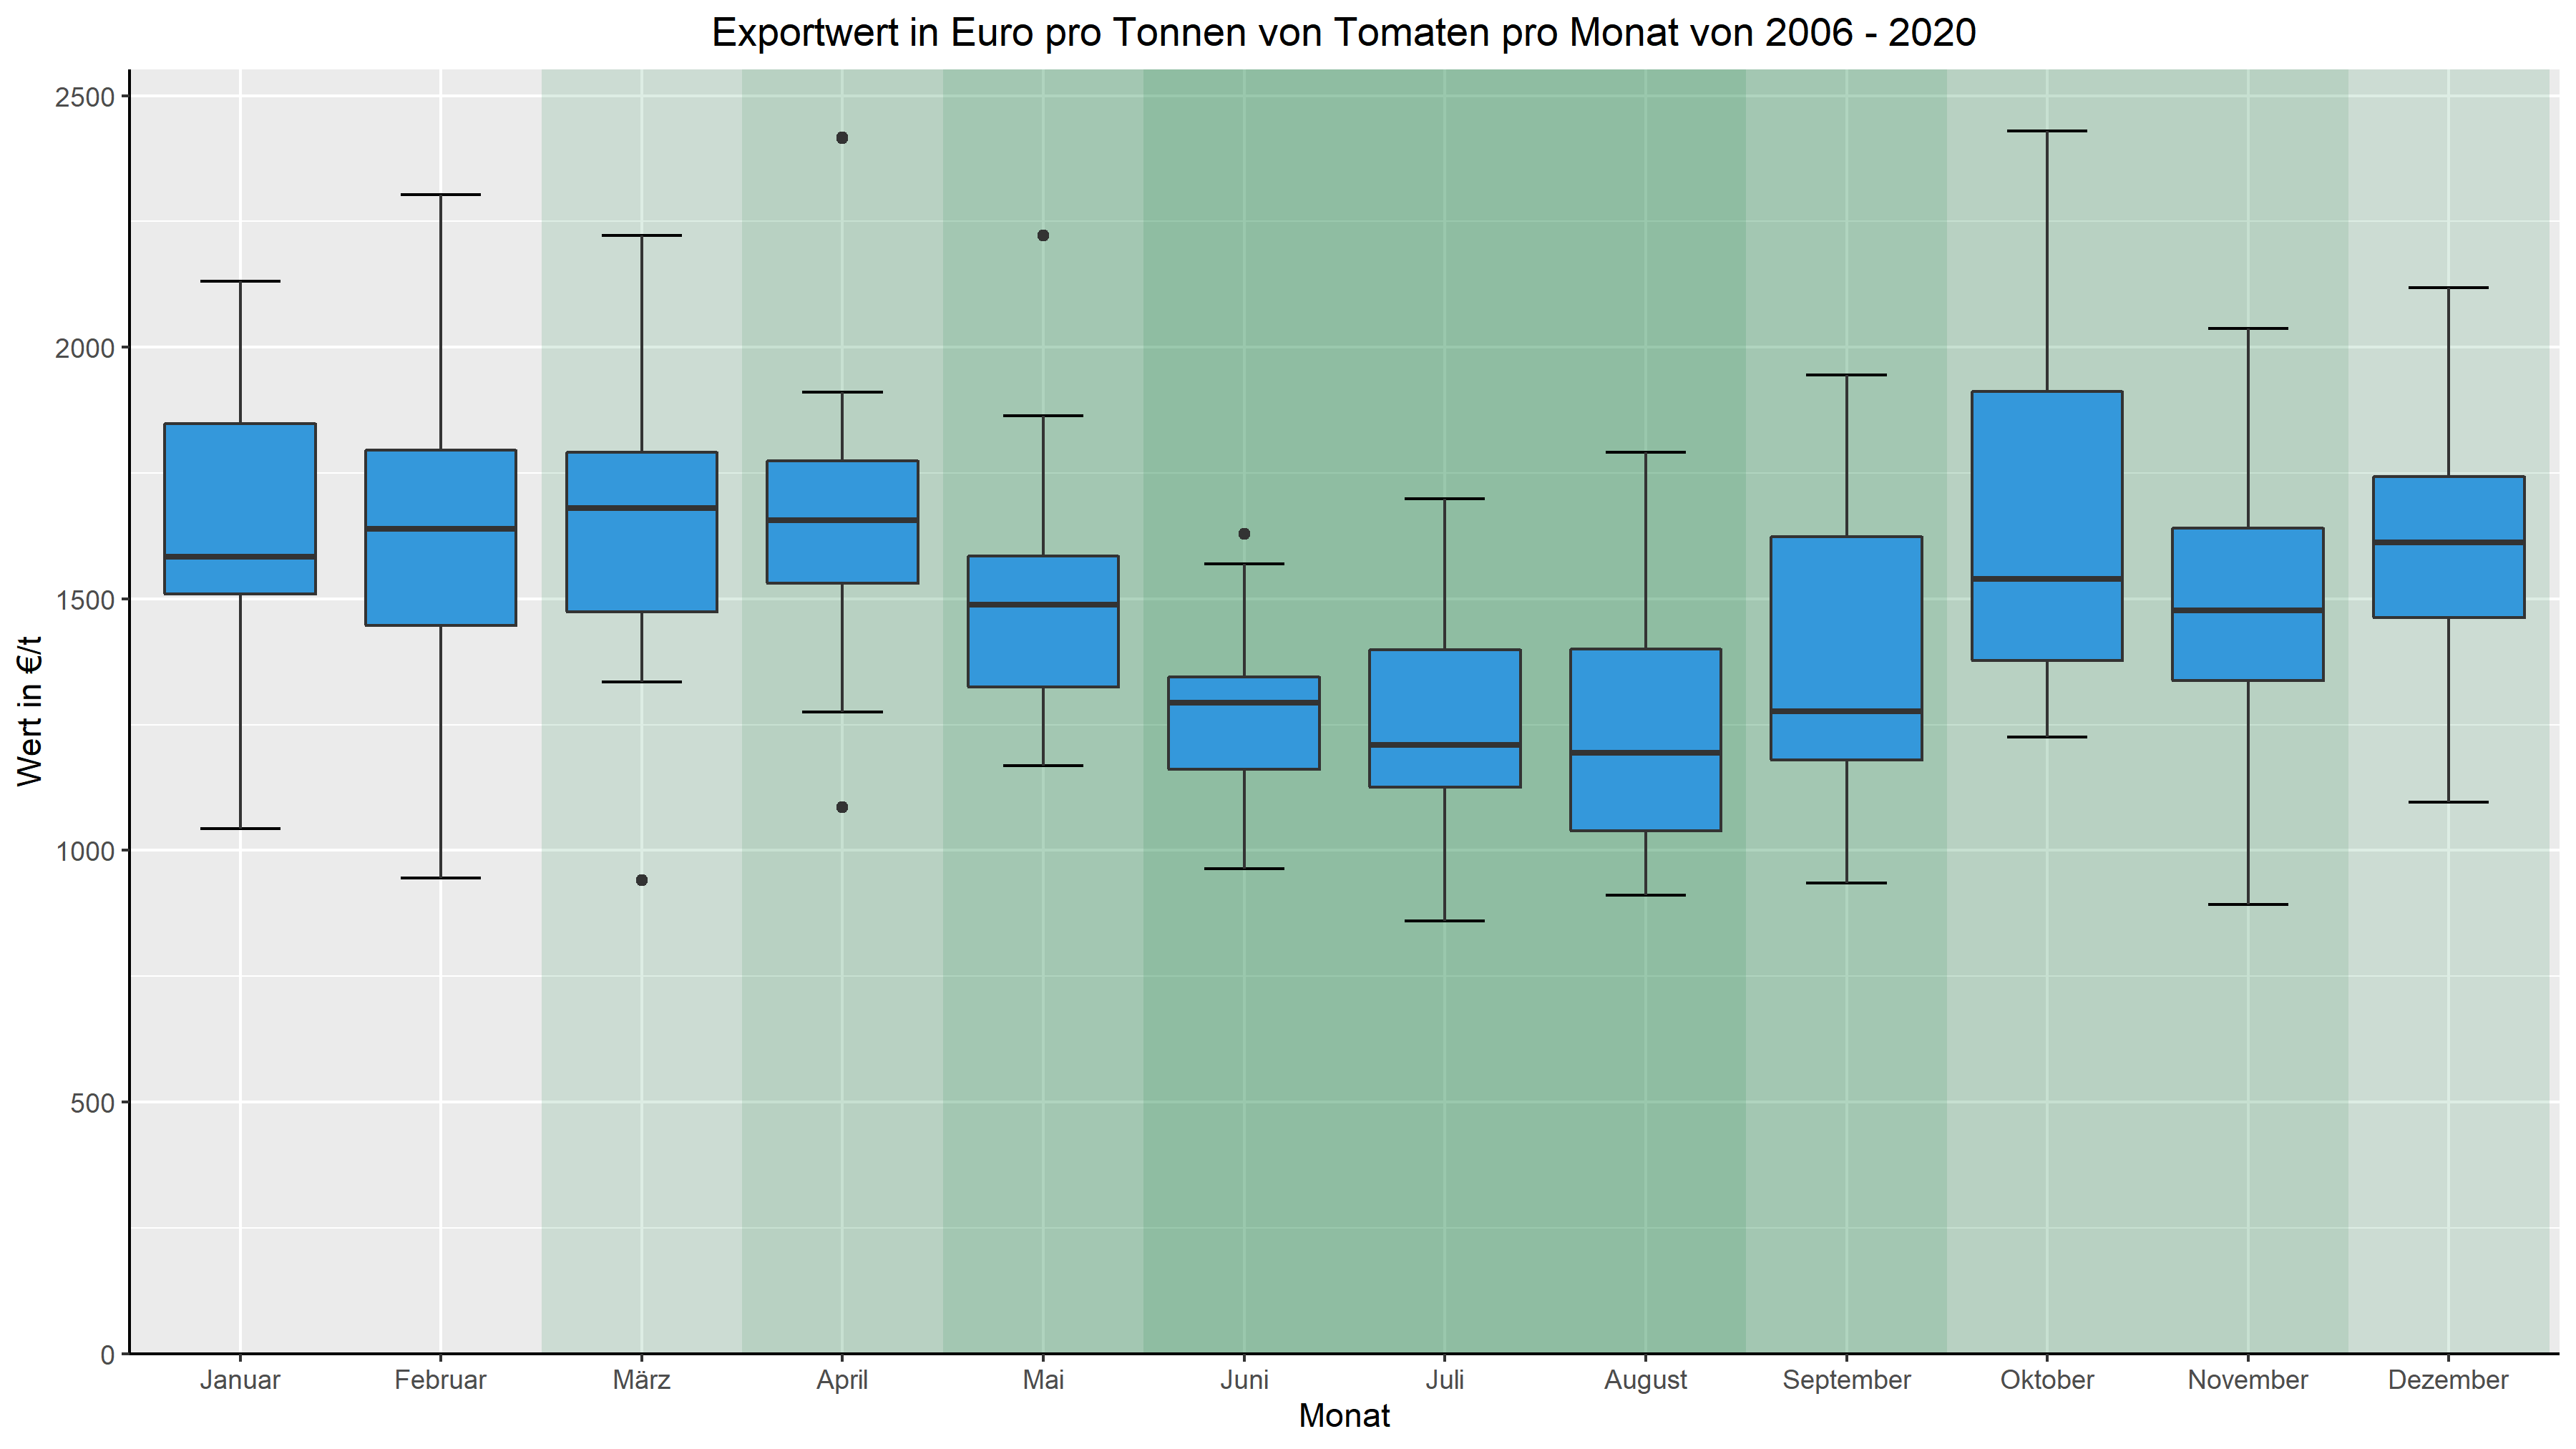 Exportwert in Euro pro Tonnen von Tomaten pro Monat von 2006 - 2020
2500
2000
1500
1000
500
0
Wert in €/t
Januar Februar März April Mai Juni Juli August September Oktober November Dezember
Monat